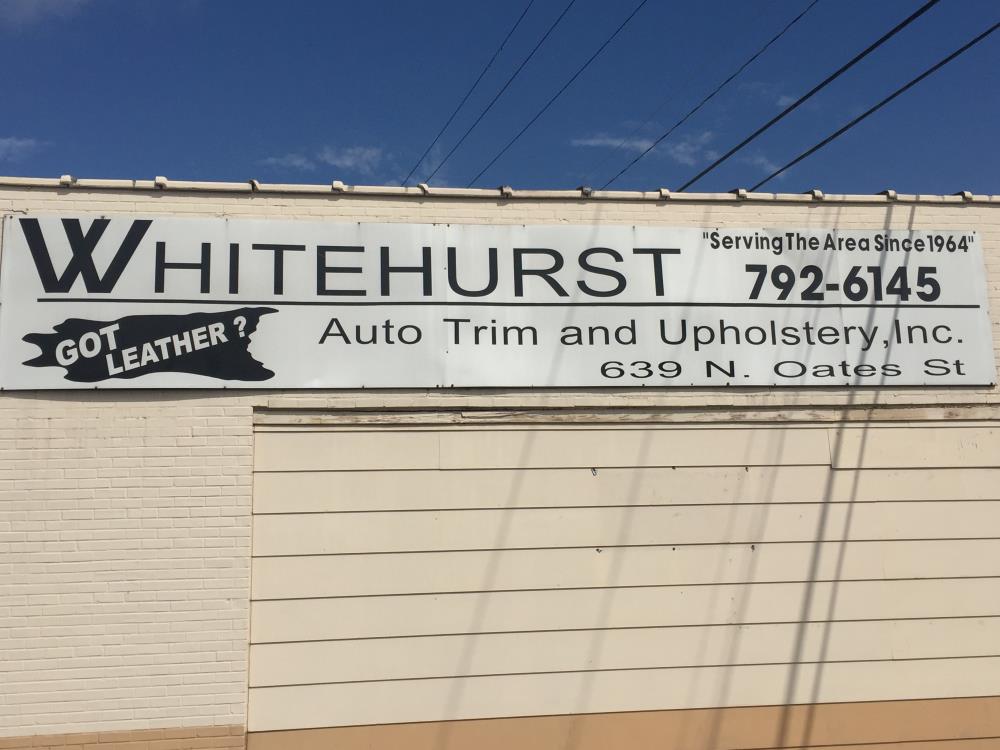 WHITEHURST
"Serving The Area Since 1964"
792-6145
GOT
LEATHER ?
Auto Trim and Upholstery, Inc.
639 N. Oates St